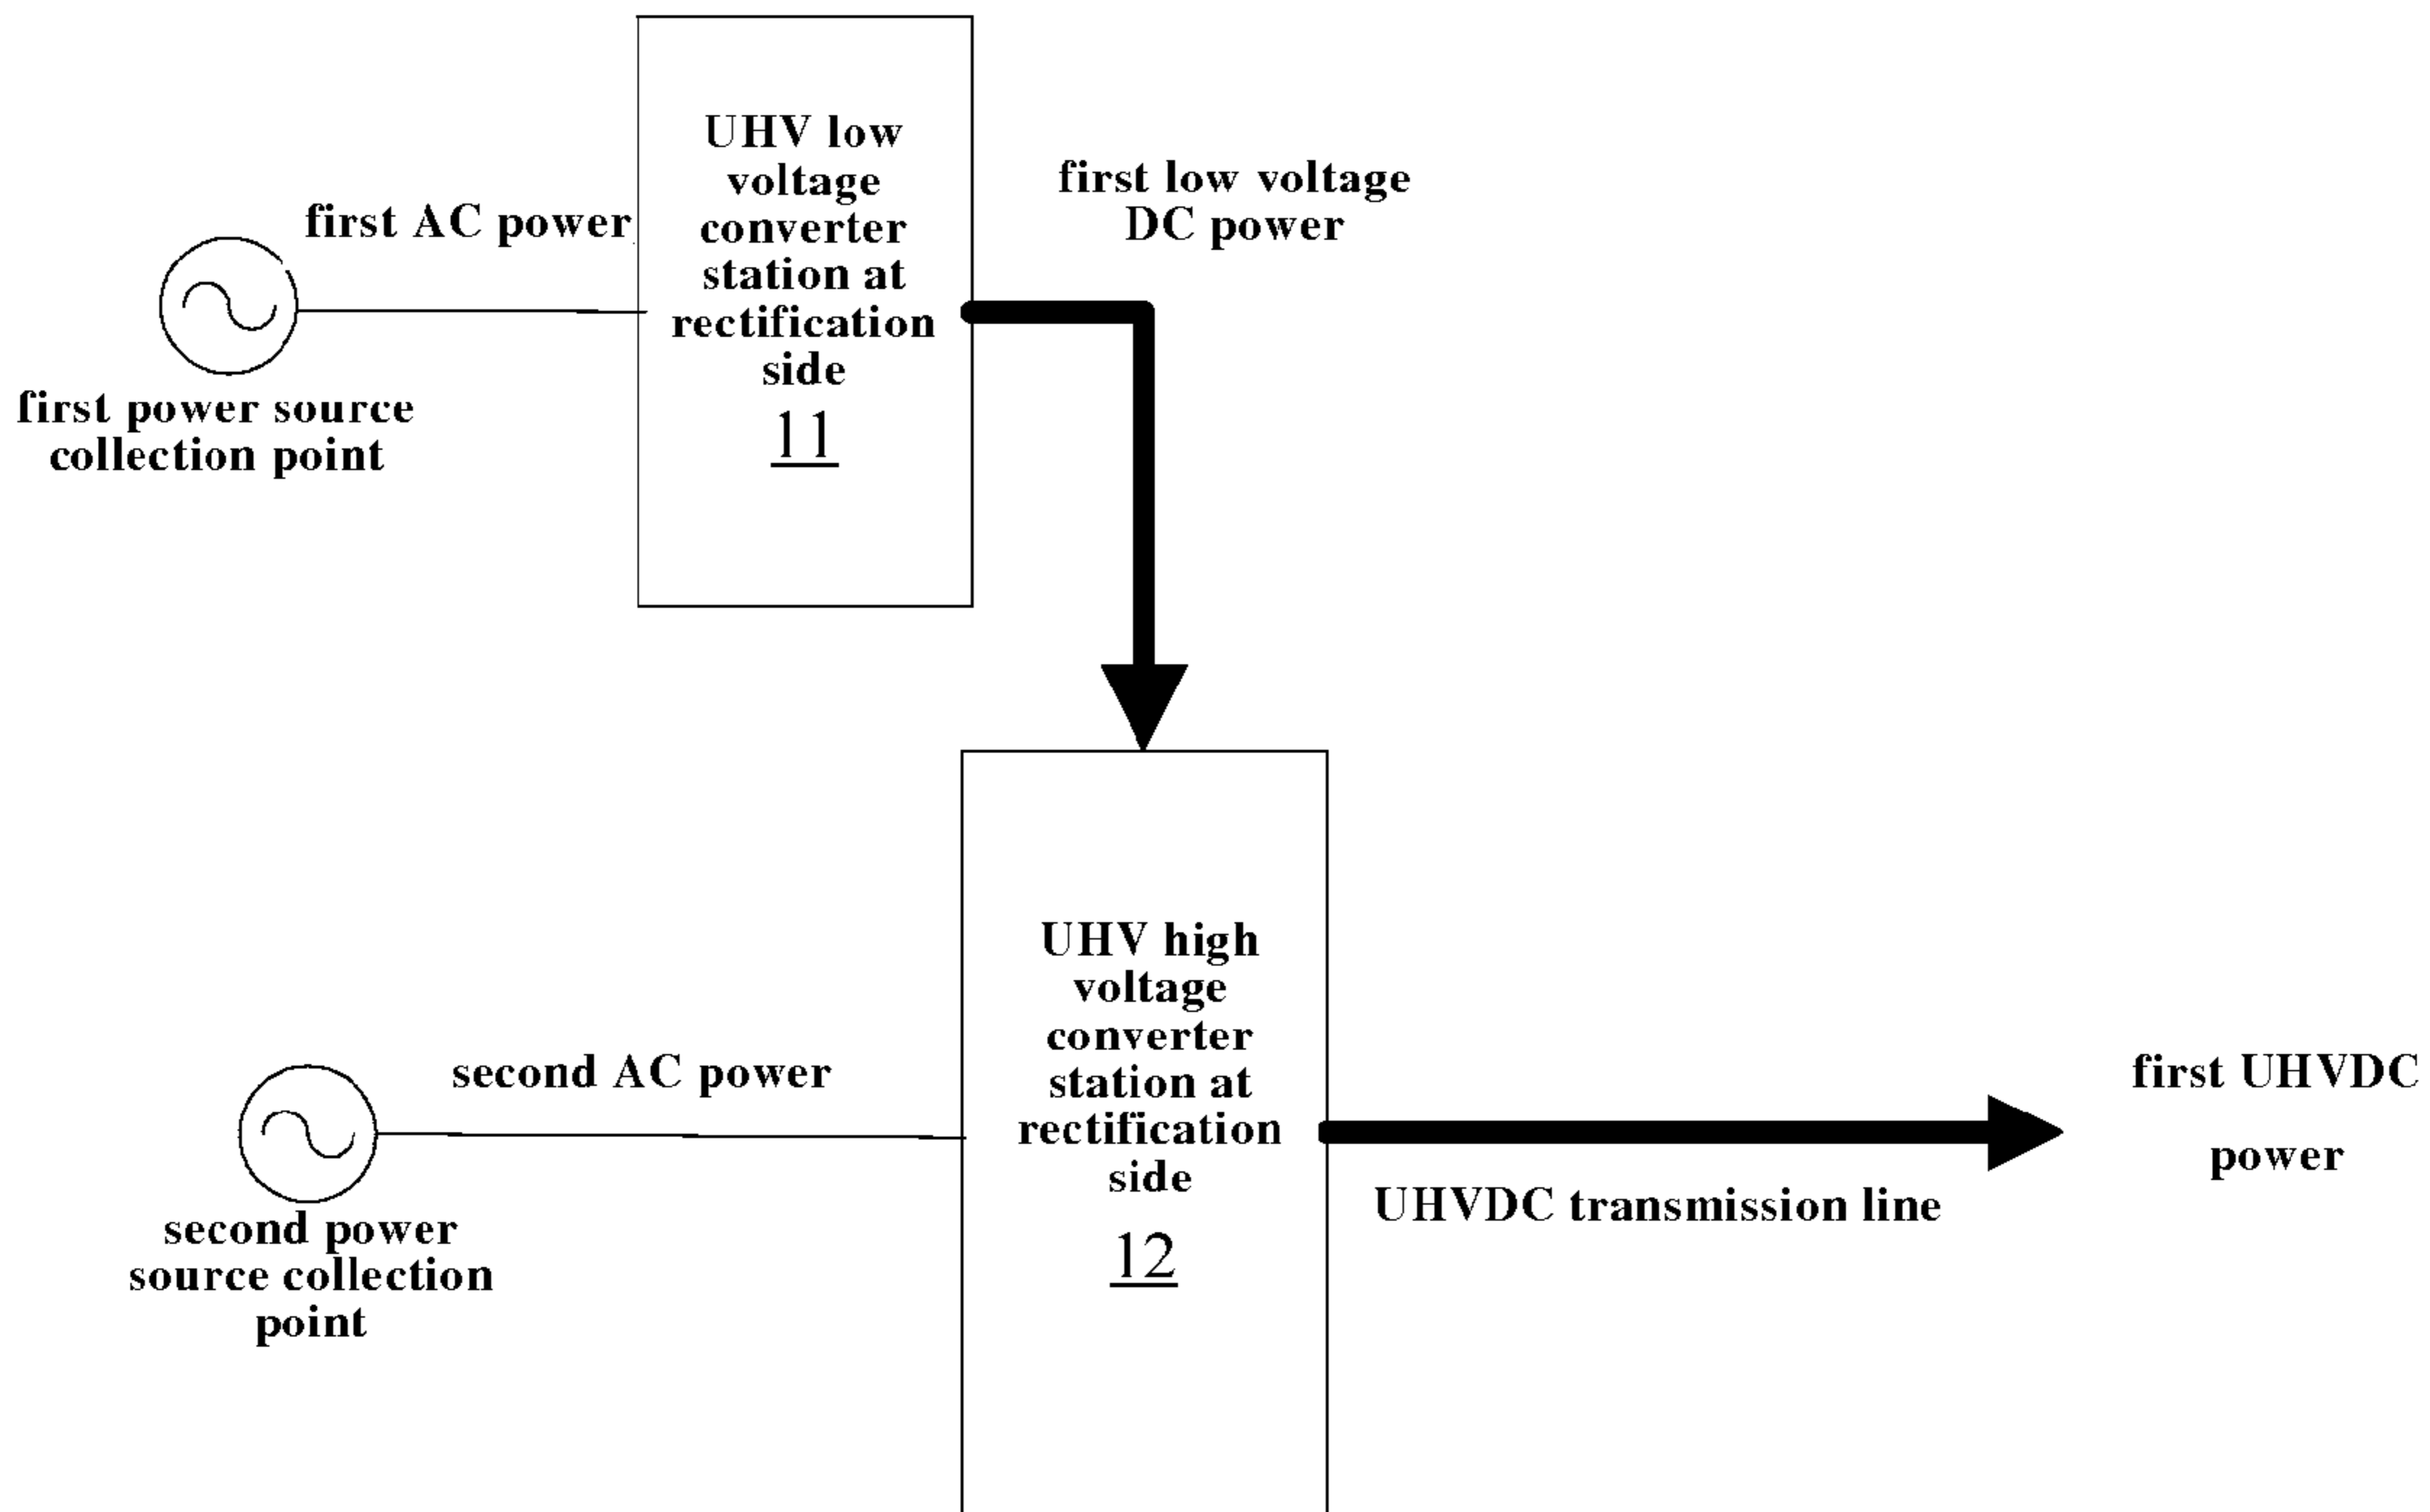 first AC power
first power source
collection point
UHV low
voltage
converter
station at
rectification
side
11
first low voltage
DC power
second AC power
second power
source collection
point
UHV high
voltage
converter
station at
rectification
side
12
UHVDC transmission line
first UHVDC
power